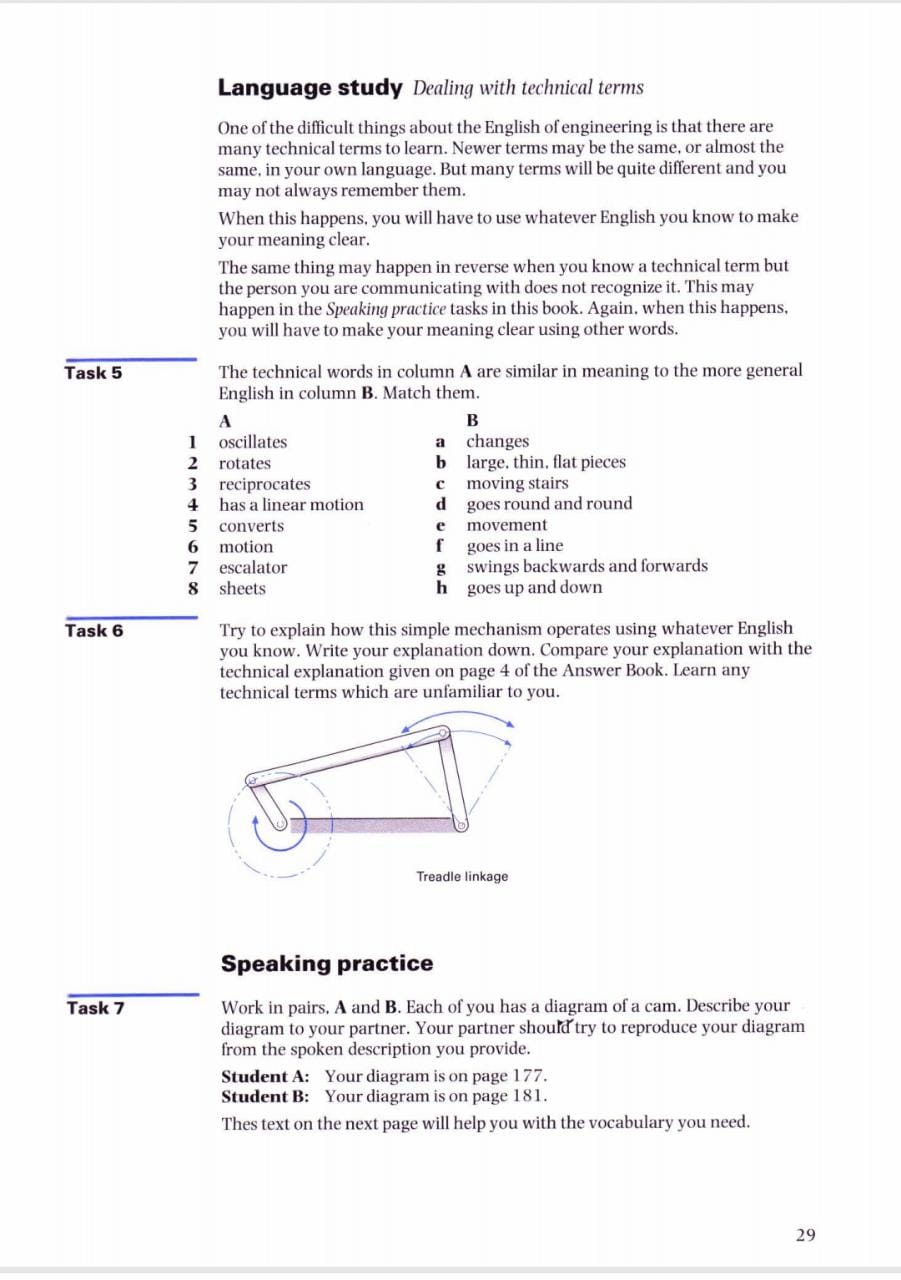 Language study Dealing with technical terms
One of the difficult things about the English of engineering is that there are
many technical terms to learn. Newer terms may be the same, or almost the
same, in your own language. But many terms will be quite different and you
may not always remember them.
When this happens, you will have to use whatever English you know to make
your meaning clear.
The same thing may happen in reverse when you know a technical term but
the person you are communicating with does not recognize it. This may
happen in the Speaking practice tasks in this book. Again, when this happens,
you will have to make your meaning clear using other words.
Task 5 The technical words in column A are similar in meaning to the more general
English in column B. Match them.
A B
1 oscillates a changes
2 rotates b large, thin, flat pieces
3 reciprocates c moving stairs
4 has a linear motion d goes round and round
5 converts e movement
6 motion f goes in a line
7 escalator g swings backwards and forwards
8 sheets h goes up and down
Task 6 Try to explain how this simple mechanism operates using whatever English
you know. Write your explanation down. Compare your explanation with the
technical explanation given on page 4 of the Answer Book. Learn any
technical terms which are unfamiliar to you.
Treadle linkage
Speaking practice
Task 7 Work in pairs, A and B. Each of you has a diagram of a cam. Describe your
diagram to your partner. Your partner should try to reproduce your diagram
from the spoken description you provide.
Student A: Your diagram is on page 177.
Student B: Your diagram is on page 181.
Thes text on the next page will help you with the vocabulary you need.
29